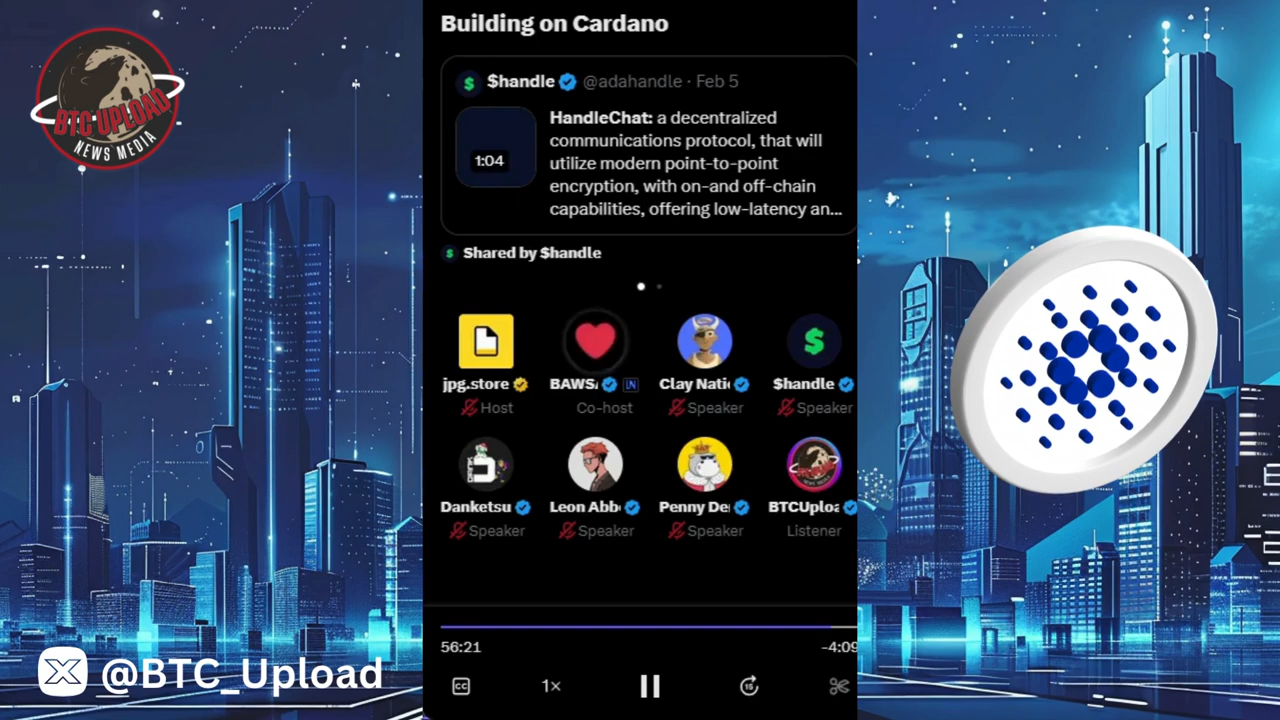 BTC UPLOAD
NEWS MEDIA
Building on Cardano
$handle @adahandle · Feb 5
1:04
HandleChat: a decentralized
communications protocol, that will
utilize modern point-to-point
encryption, with on-and off-chain
capabilities, offering low-latency an...
$ Shared by $handle
jpg.store BAWS Clay Nati $handle
Host Co-host Speaker Speaker
Danketsu Leon Abb Penny De BTCUploa
Speaker Speaker Speaker Listener
56:21 -4:09
CC 1× 15
X @BTC_Upload